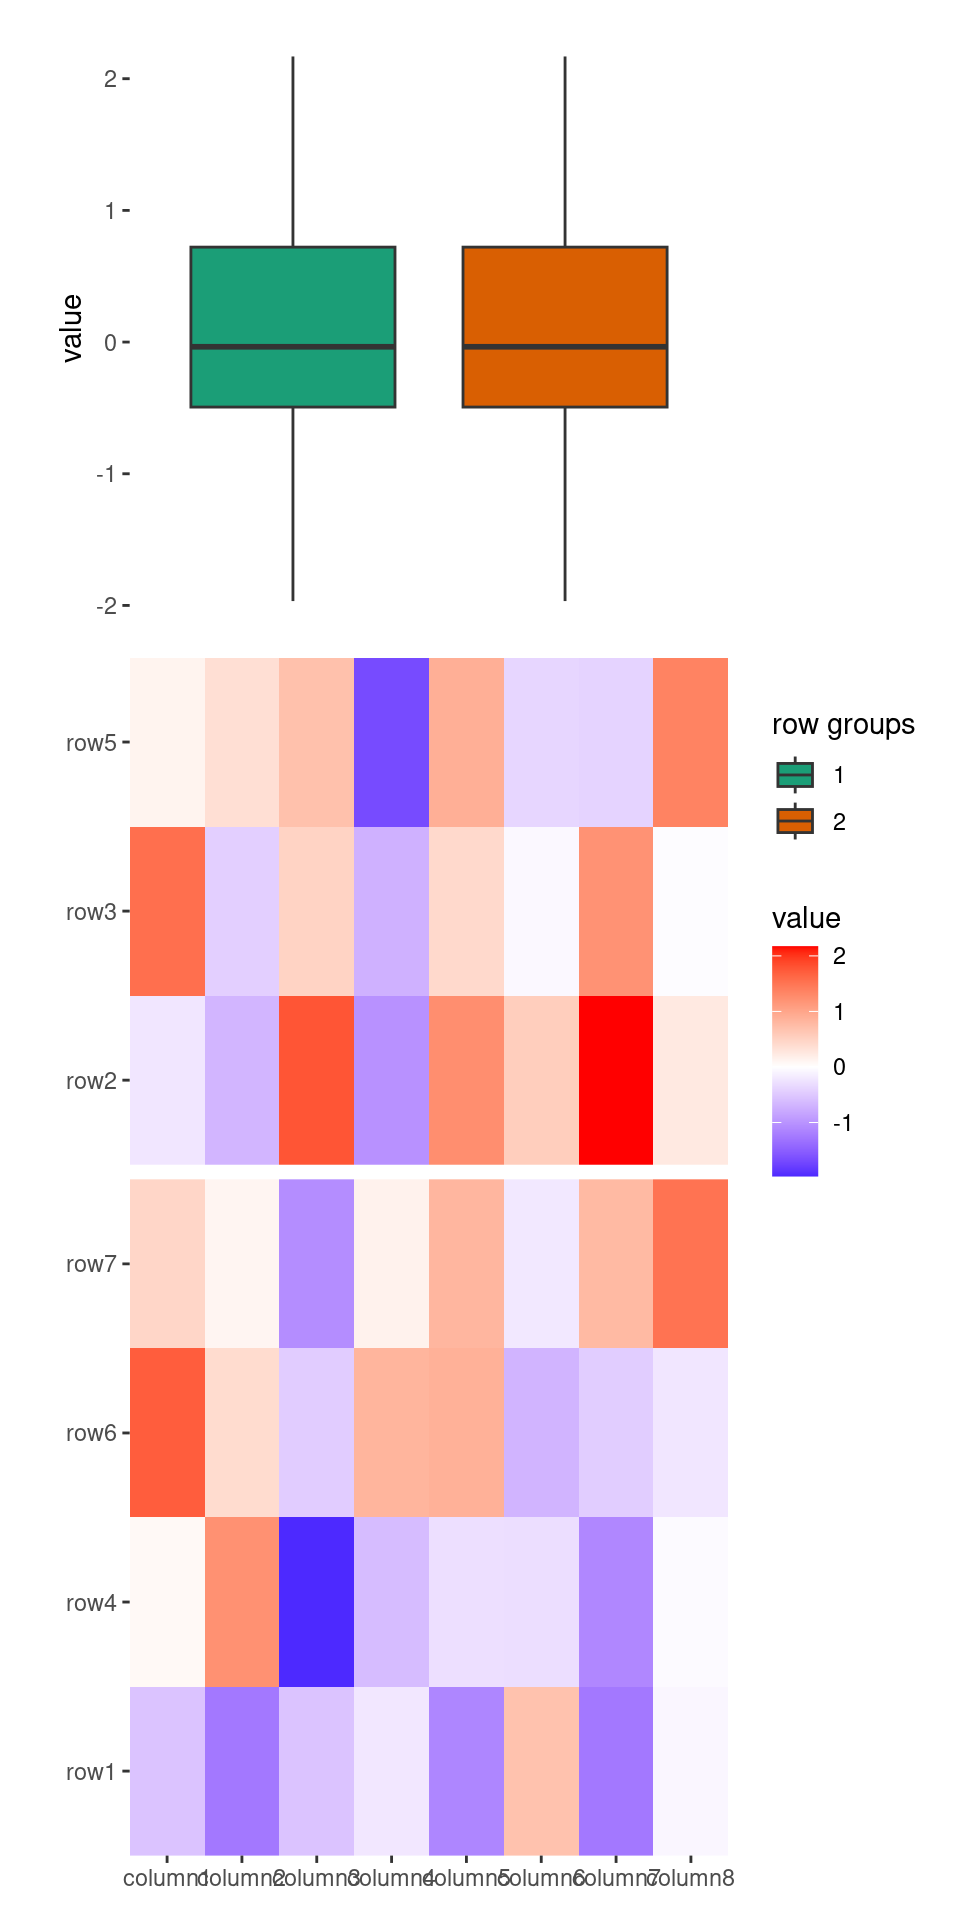 2
1
value
0
-1
-2
row5
row3
row2
row7
row6
row4
row1
column1 column2 column3 column4 column5 column6 column7 column8
row groups
1
2
value
2
1
0
-1